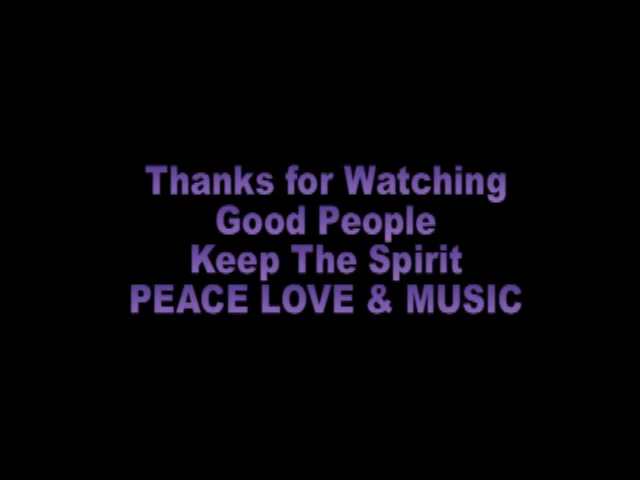 Thanks for Watching
Good People
Keep The Spirit
PEACE LOVE & MUSIC